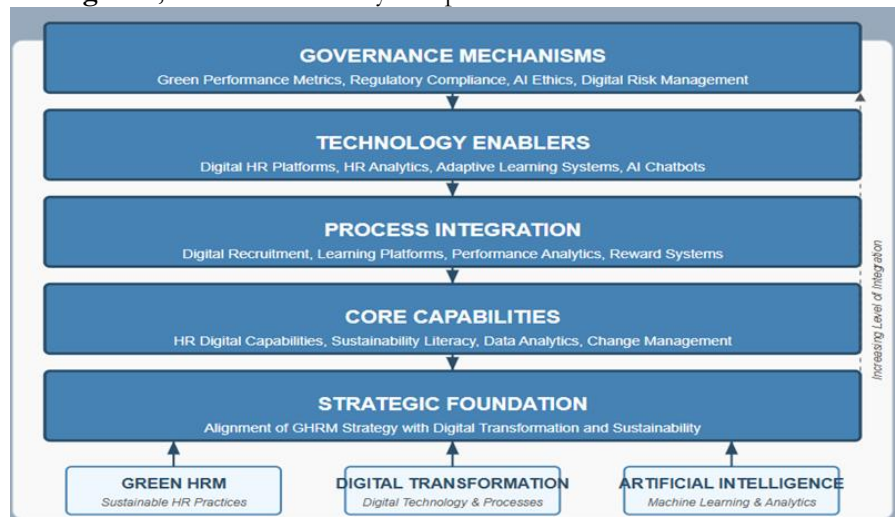 GOVERNANCE MECHANISMS
Green Performance Metrics, Regulatory Compliance, AI Ethics, Digital Risk Management
TECHNOLOGY ENABLERS
Digital HR Platforms, HR Analytics, Adaptive Learning Systems, AI Chatbots
PROCESS INTEGRATION
Digital Recruitment, Learning Platforms, Performance Analytics, Reward Systems
CORE CAPABILITIES
HR Digital Capabilities, Sustainability Literacy, Data Analytics, Change Management
STRATEGIC FOUNDATION
Alignment of GHRM Strategy with Digital Transformation and Sustainability
Increasing Level of Integration
GREEN HRM
Sustainable HR Practices
DIGITAL TRANSFORMATION
Digital Technology & Processes
ARTIFICIAL INTELLIGENCE
Machine Learning & Analytics